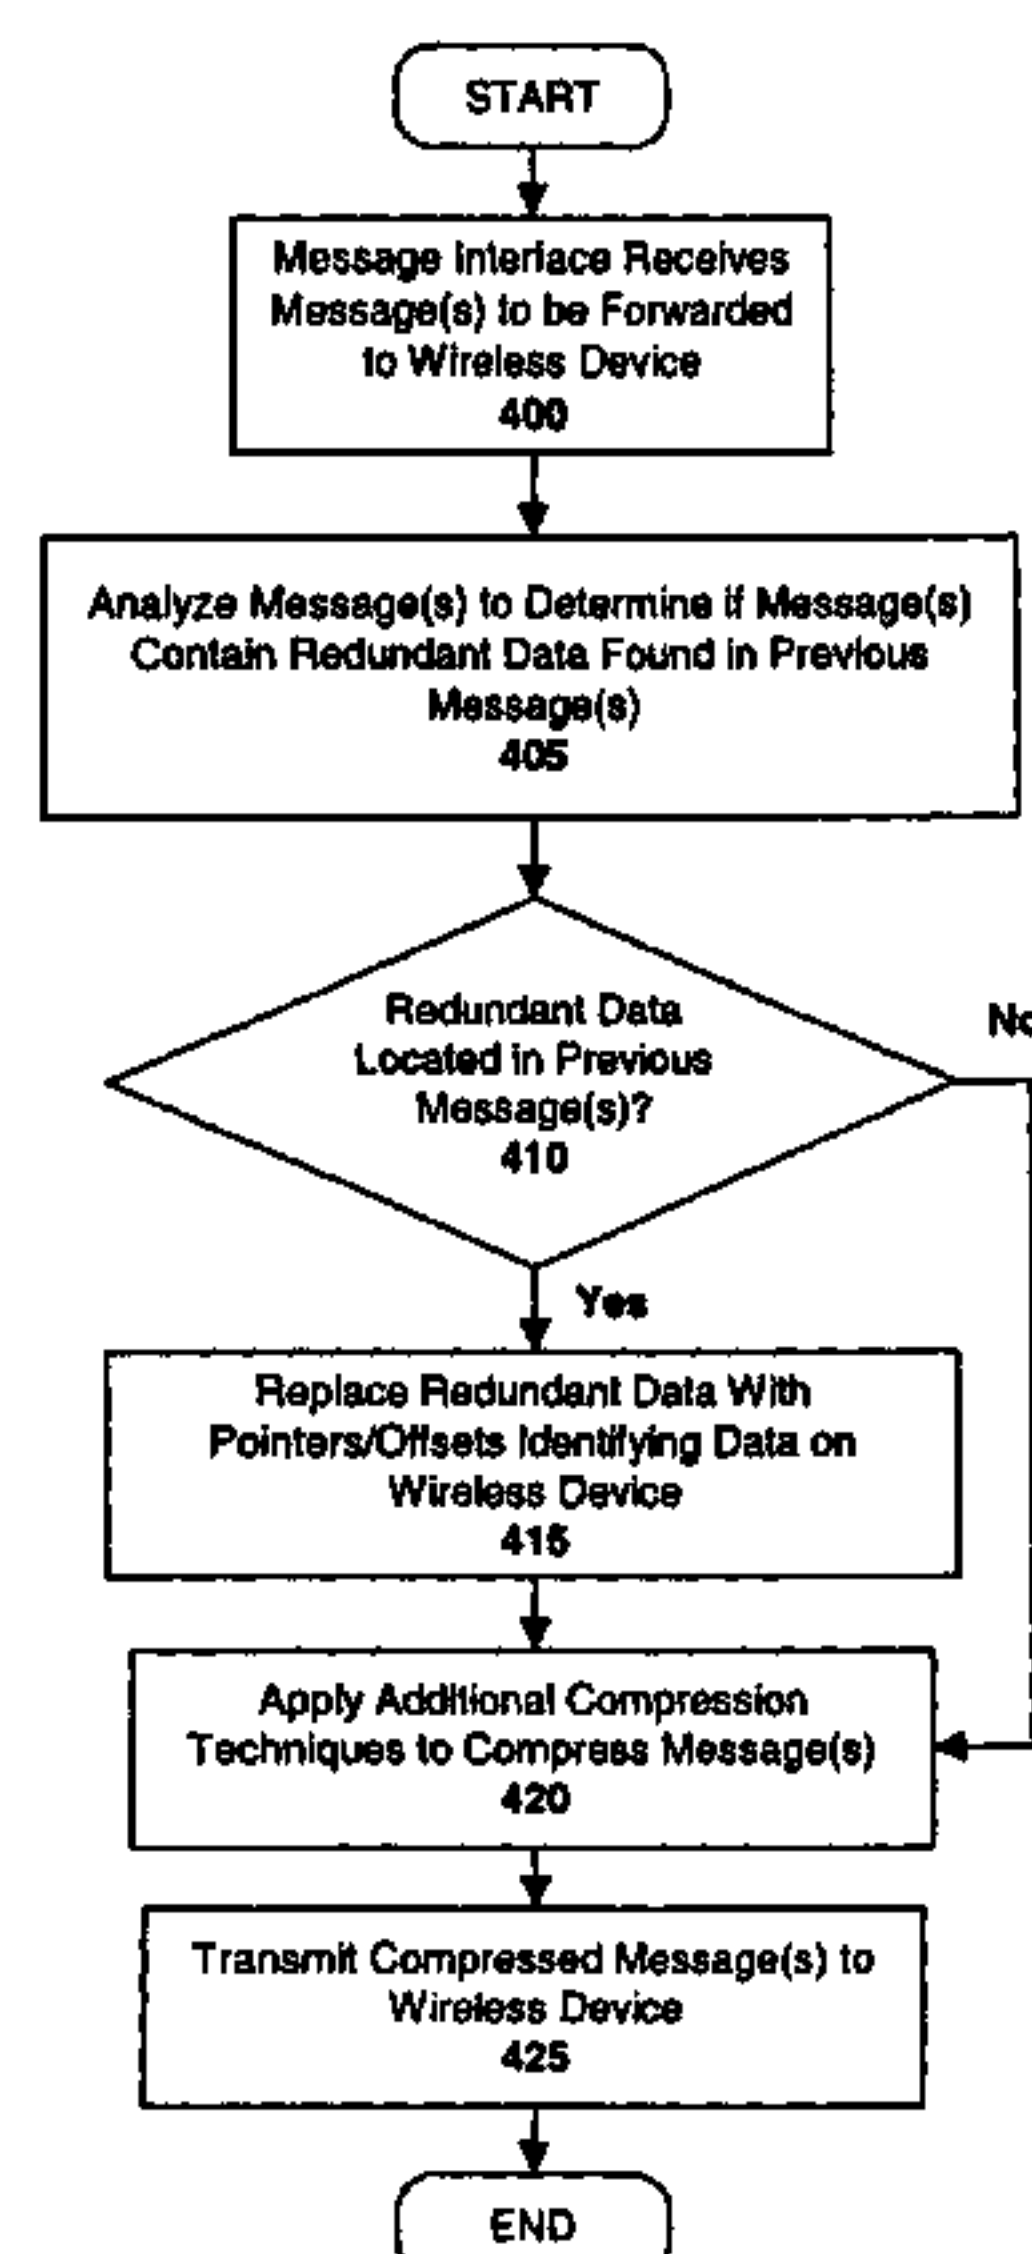 START
Message Interface Receives
Message(s) to be Forwarded
to Wireless Device
400
Analyze Message(s) to Determine if Message(s)
Contain Redundant Data Found in Previous
Message(s)
405
Redundant Data
Located in Previous
Message(s)?
410
No
Yes
Replace Redundant Data With
Pointers/Offsets Identifying Data on
Wireless Device
415
Apply Additional Compression
Techniques to Compress Message(s)
420
Transmit Compressed Message(s) to
Wireless Device
425
END